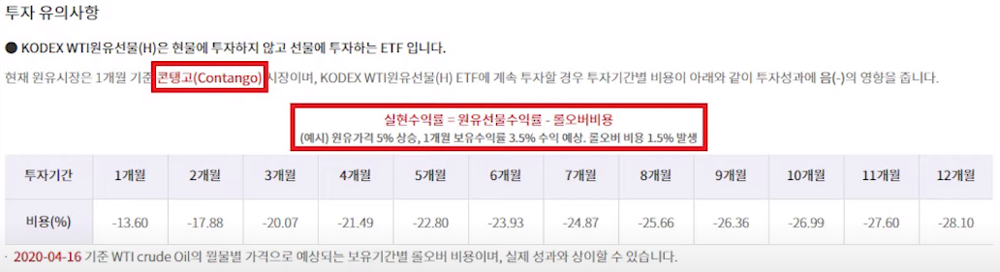 투자 유의사항
● KODEX WTI원유선물(H)은 현물에 투자하지 않고 선물에 투자하는 ETF 입니다.
현재 원유시장은 1개월 기준 콘탱고(Contango) 시장이며, KODEX WTI원유선물(H) ETF에 계속 투자할 경우 투자기간별 비용이 아래와 같이 투자성과에 음(-)의 영향을 줍니다.
실현수익률 = 원유선물수익률 - 롤오버비용
(예시) 원유가격 5% 상승, 1개월 보유수익률 3.5% 수익 예상. 롤오버 비용 1.5% 발생
투자기간 1개월 2개월 3개월 4개월 5개월 6개월 7개월 8개월 9개월 10개월 11개월 12개월
비용(%) -13.60 -17.88 -20.07 -21.49 -22.80 -23.93 -24.87 -25.66 -26.36 -26.99 -27.60 -28.10
· 2020-04-16 기준 WTI crude Oil의 월물별 가격으로 예상되는 보유기간별 롤오버 비용이며, 실제 성과와 상이할 수 있습니다.